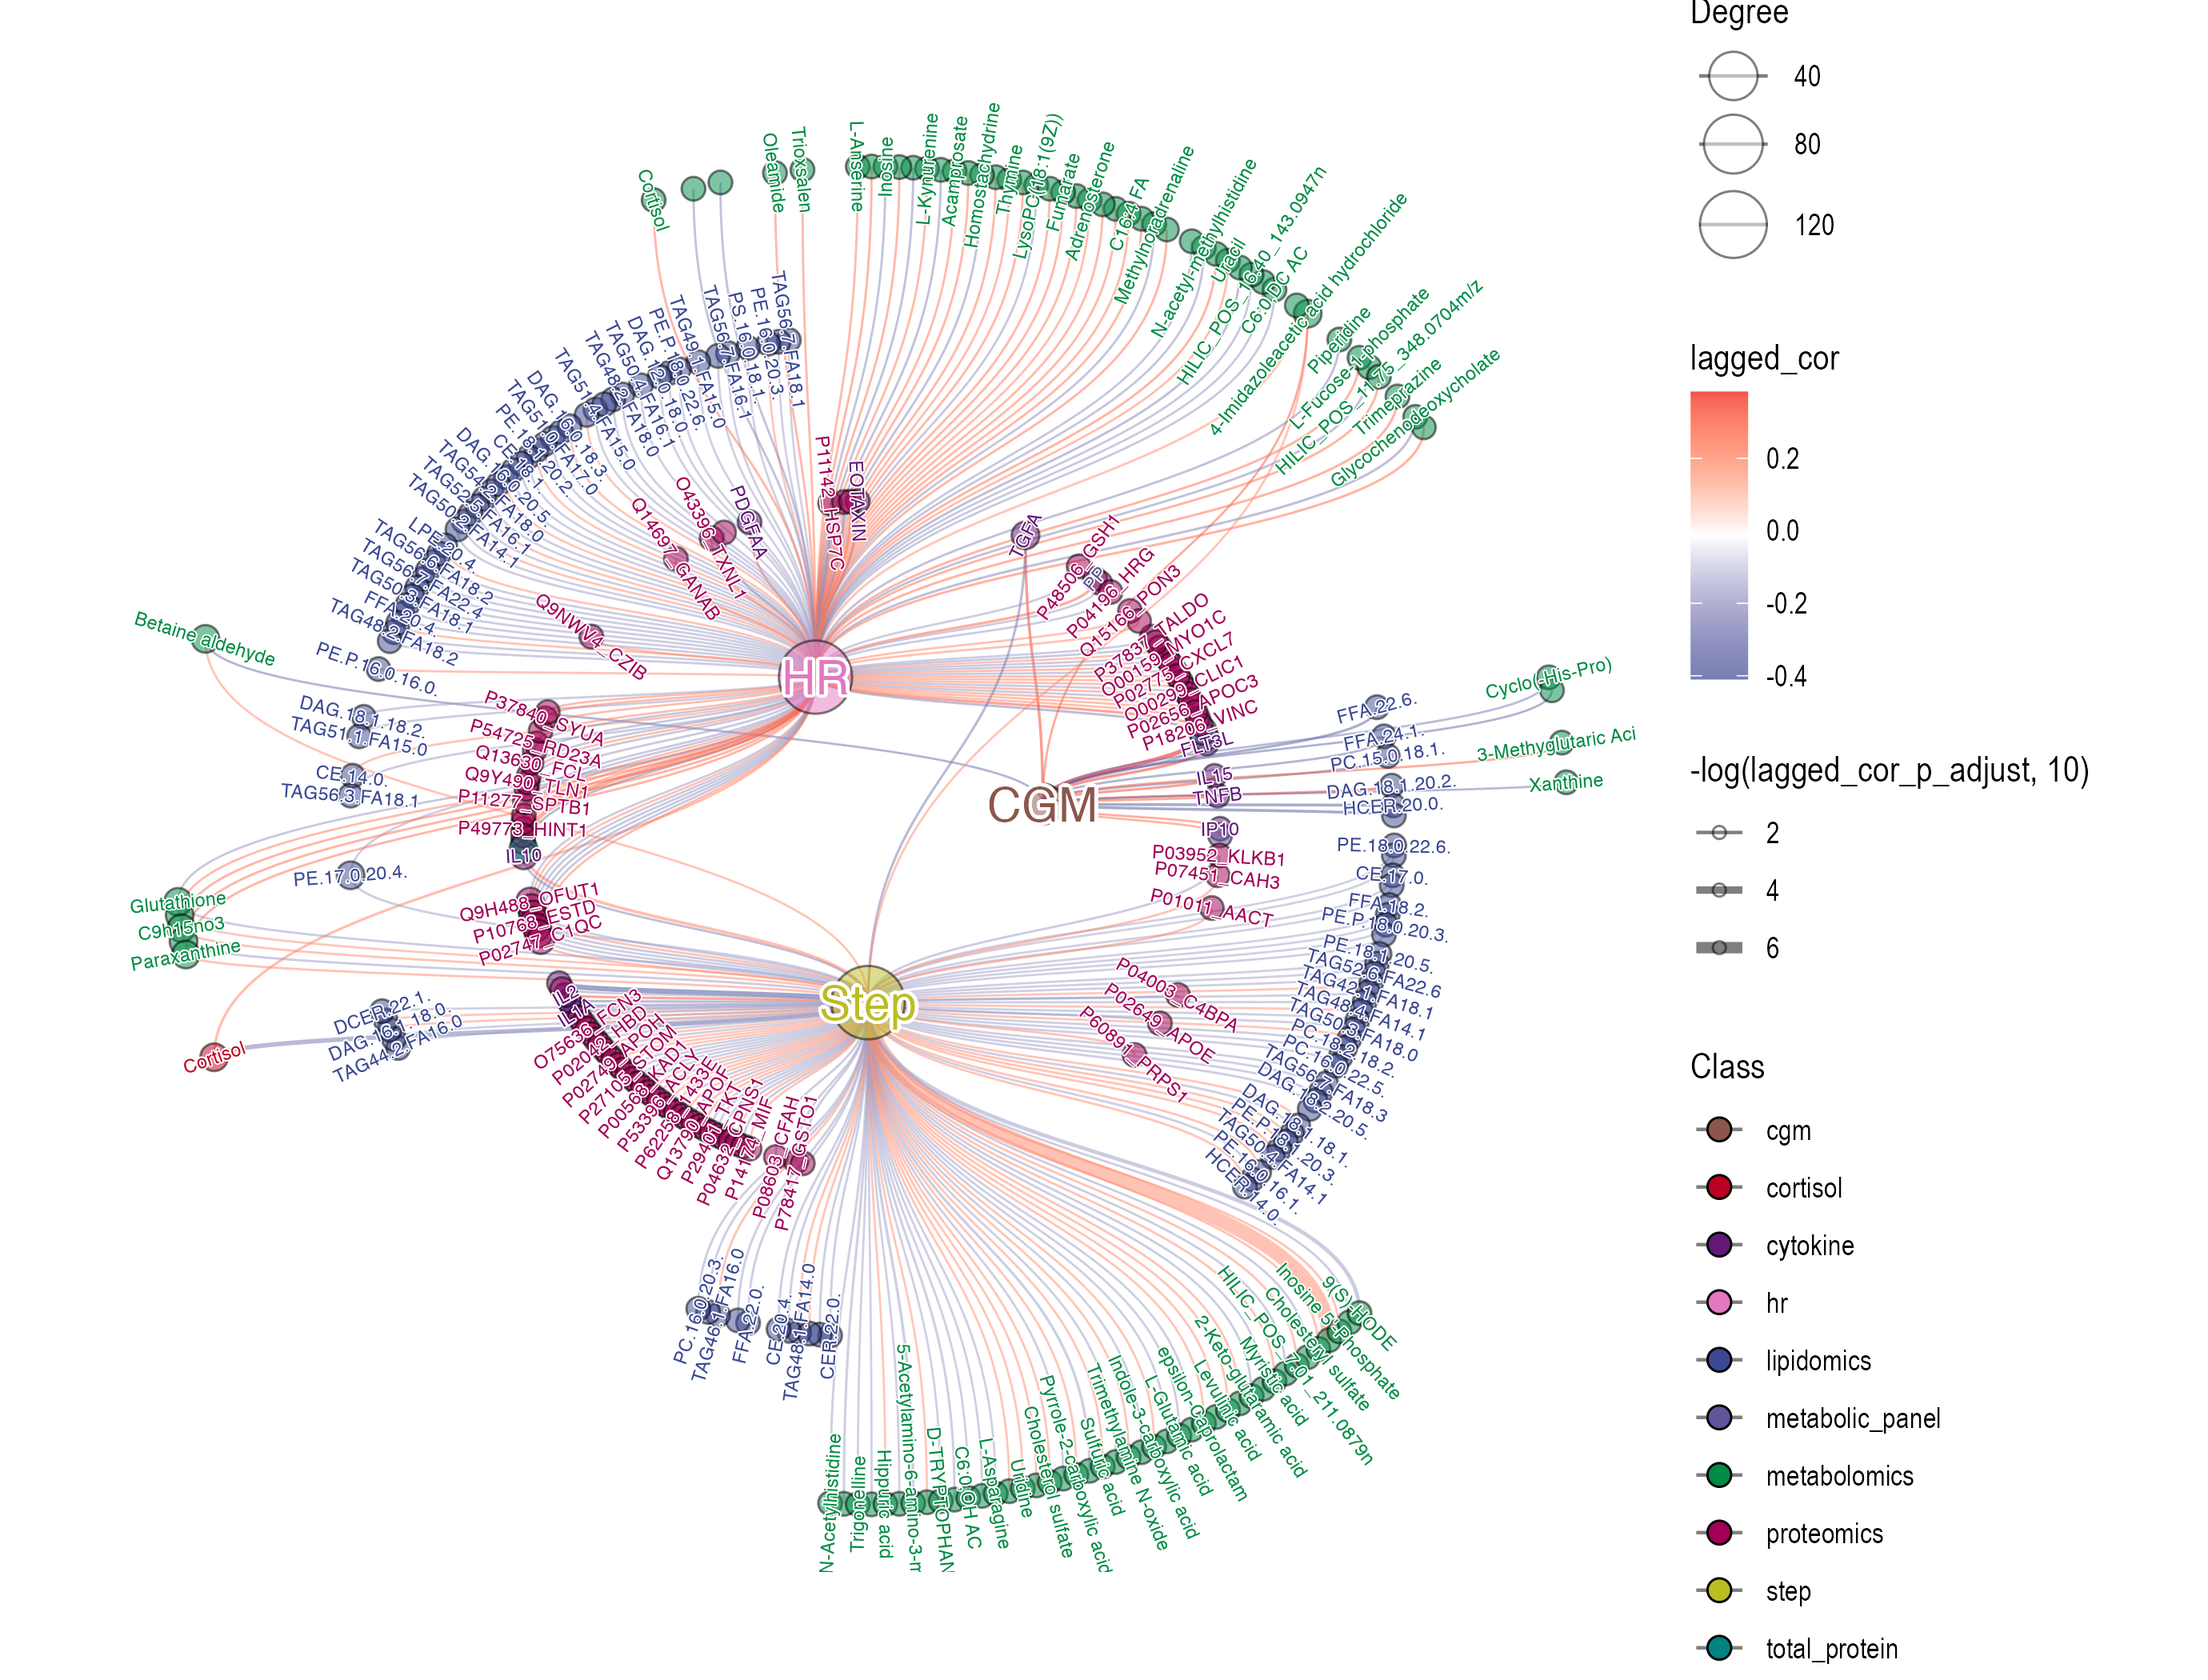 Degree
40
80
120
lagged_cor
0.2
0.0
-0.2
-0.4
-log(lagged_cor_p_adjust, 10)
2
4
6
Class
cgm
cortisol
cytokine
hr
lipidomics
metabolic_panel
metabolomics
proteomics
step
total_protein
Cortisol
Oleamide
Trioxsalen
L-Anserine
Inosine
L-Kynurenine
Acamprosate
Homostachydrine
Thymine
LysoPC(18:1(9Z))
Fumarate
Adrenosterone
C16:4 FA
Methylnoradrenaline
N-acetyl-methylhistidine
Uracil
HILIC_POS_16.40_143.0947n
C6:0 DC AC
4-Imidazoleacetic acid hydrochloride
Piperidine
L-Fucose-1-phosphate
HILIC_POS_11.75_348.0704m/z
Trimeprazine
Glycochenodeoxycholate
TAG56.7.FA18.1
PE.16.0.20.3.
PS.16.0.18.1.
TAG56.7.FA16.1
TAG49.1.FA15.0
PE.P.18.0.22.6.
DAG.12.0.18.0.
TAG50.4.FA16.1
TAG48.2.FA18.0
TAG51.4.FA15.0
DAG.16.0.18.3.
TAG51.0.FA17.0
PE.18.1.20.2.
CE.18.1.
DAG.16.0.20.5.
TAG54.2.FA18.0
TAG52.5.FA16.1
TAG50.2.FA14.1
LPE.20.4.
TAG56.6.FA18.2
TAG56.7.FA22.4
TAG50.3.FA18.1
FFA.20.4.
TAG48.2.FA18.2
PE.P.16.0.16.0.
DAG.18.1.18.2.
TAG51.1.FA15.0
CE.14.0.
TAG56.3.FA18.1
PE.17.0.20.4.
DCER.22.1.
DAG.16.1.18.0.
TAG44.2.FA16.0
Betaine aldehyde
Glutathione
C9h15no3
Paraxanthine
Cortisol
P11142_HSP7C
EOTAXIN
PDGFAA
O43396_TXNL1
Q14697_GANAB
Q9NWV4_CZIB
HR
TGFA
P48506_GSH1
PP
P04196_HRG
Q15166_PON3
P37837_TALDO
O00159_MYO1C
P02775_CXCL7
O00299_CLIC1
P02656_APOC3
P18206_VINC
FLT3L
IL15
TNFB
IP10
P03952_KLKB1
P07451_CAH3
P01011_AACT
CGM
P37840_SYUA
P54725_RD23A
Q13630_FCL
Q9Y490_TLN1
P11277_SPTB1
P49773_HINT1
IL10
Q9H488_OFUT1
P10768_ESTD
P02747_C1QC
IL2
IL1A
O75636_FCN3
P02042_HBD
P02749_APOH
P27105_STOM
P00568_KAD1
P53396_ACLY
P62258_1433E
Q13790_APOF
P29401_TKT
P04632_CPNS1
P14174_MIF
P08603_CFAH
P78417_GSTO1
Step
P04003_C4BPA
P02649_APOE
P60891_PRPS1
FFA.22.6.
FFA.24.1.
PC.15.0.18.1.
DAG.18.1.20.2.
HCER.20.0.
PE.18.0.22.6.
CE.17.0.
FFA.18.2.
PE.P.18.0.20.3.
PE.18.1.20.5.
TAG52.6.FA22.6
TAG42.1.FA18.1
TAG48.4.FA14.1
TAG50.3.FA18.0
PC.18.2.18.2.
PC.16.0.22.5.
TAG56.7.FA18.3
DAG.18.2.20.5.
DAG.18.1.18.1.
PE.P.18.1.20.3.
TAG50.4.FA14.1
PE.16.0.16.1.
HCER.14.0.
Cyclo(-His-Pro)
3-Methyglutaric Aci
Xanthine
PC.16.0.20.3.
TAG46.1.FA16.0
FFA.22.0.
CE.20.4.
TAG48.1.FA14.0
CER.22.0.
N-Acetylhistidine
Trigonelline
Hippuric acid
5-Acetylamino-6-amino-3-m
D-TRYPTOPHAN
C6:0 OH AC
L-Asparagine
Uridine
Cholesterol sulfate
Pyrrole-2-carboxylic acid
Sulfuric acid
Trimethylamine N-oxide
Indole-3-carboxylic acid
L-Glutamic acid
epsilon-Caprolactam
Levulinic acid
2-Keto-glutaramic acid
Myristic acid
HILIC_POS_7.01_211.0879n
Cholesteryl sulfate
Inosine 5'-Phosphate
9(S)-HODE